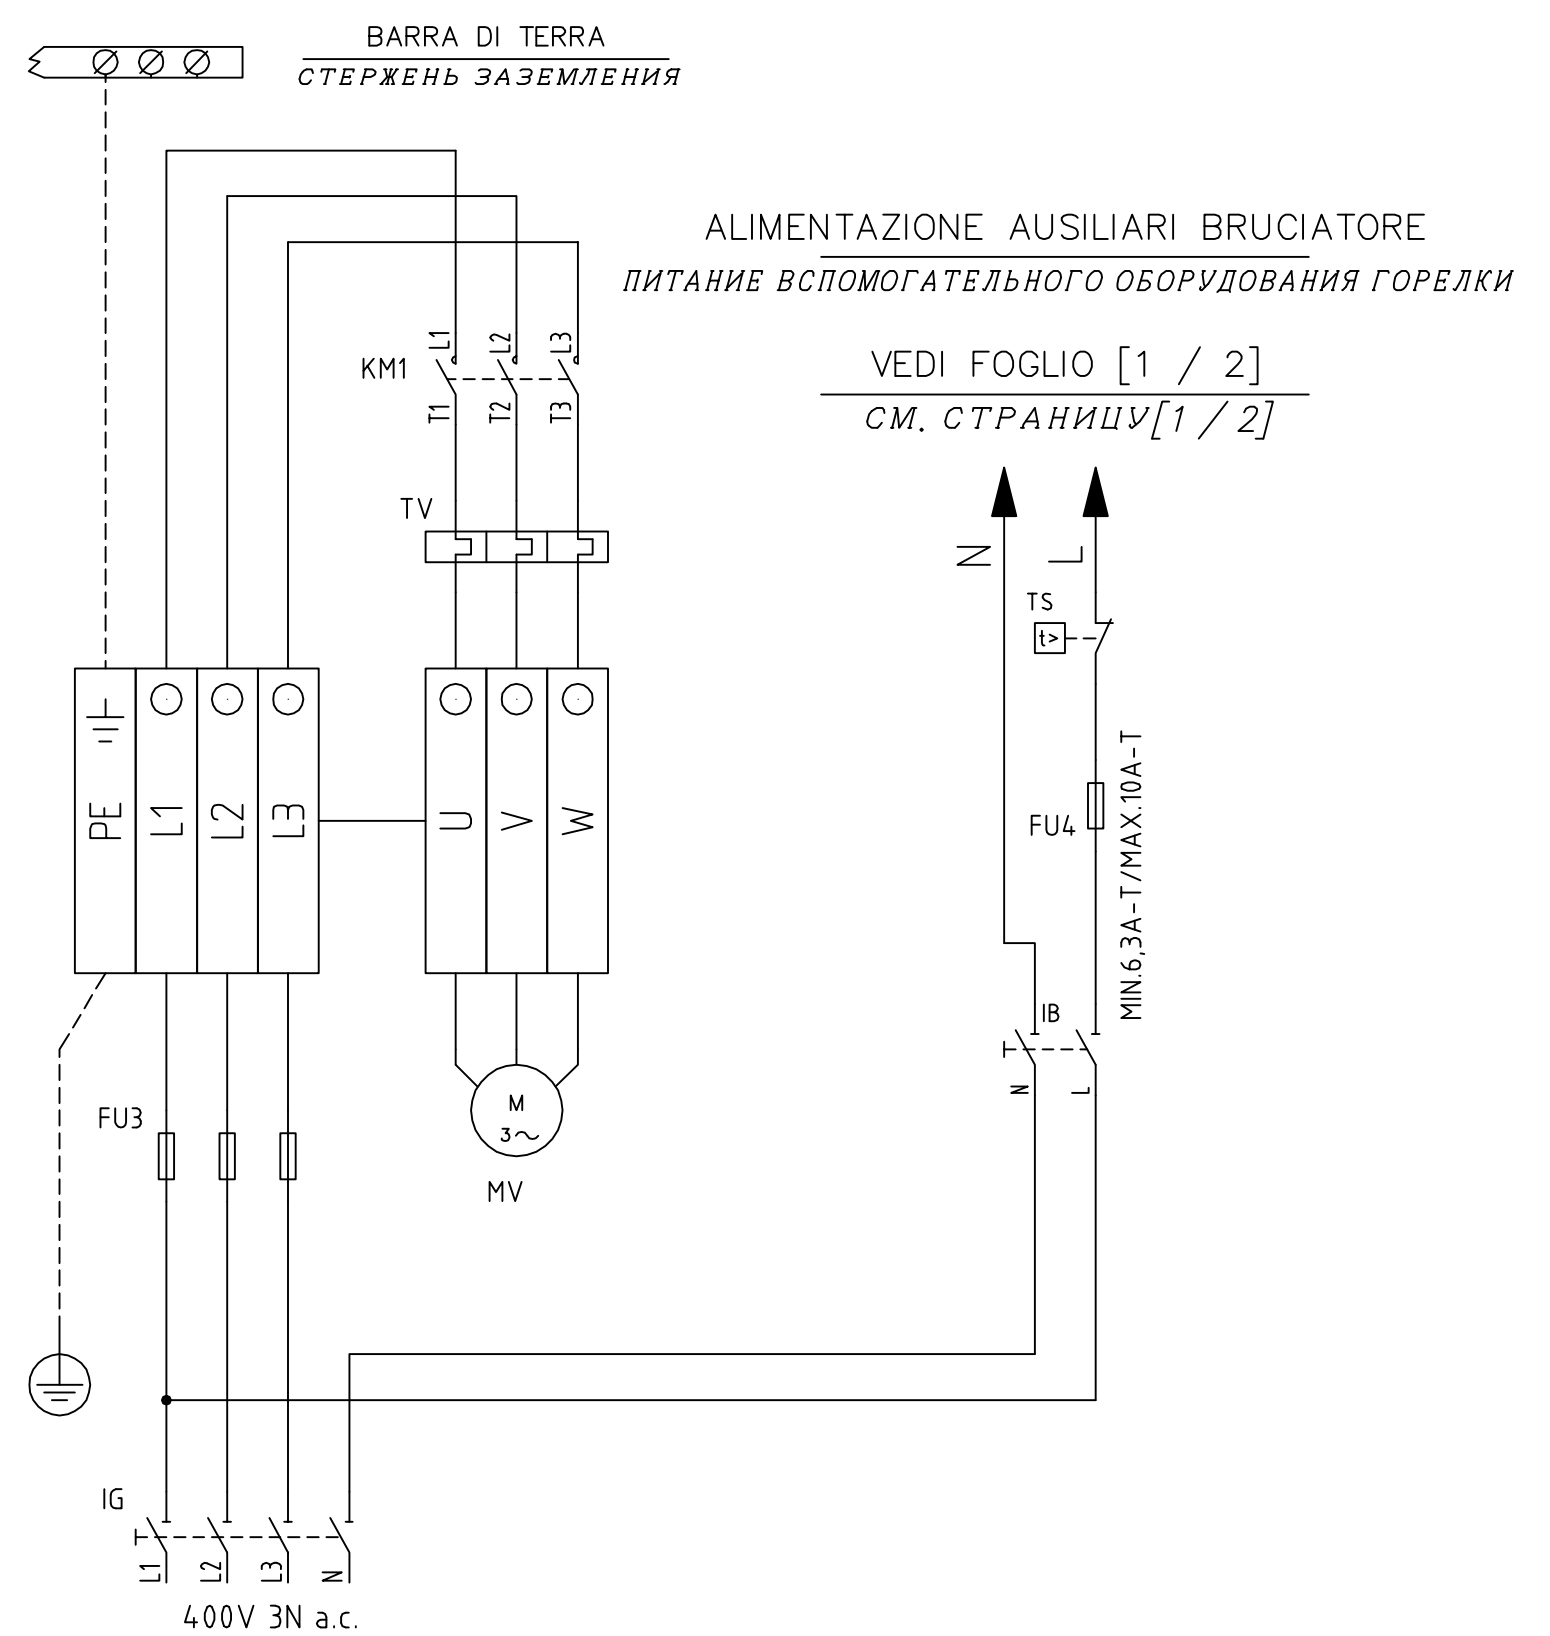 BARRA DI TERRA
СТЕРЖЕНЬ ЗАЗЕМЛЕНИЯ
ALIMENTAZIONE AUSILIARI BRUCIATORE
ПИТАНИЕ ВСПОМОГАТЕЛЬНОГО ОБОРУДОВАНИЯ ГОРЕЛКИ
L1 L2 L3
KM1
T1 T2 T3
VEDI FOGLIO [1 / 2]
СМ. СТРАНИЦУ[1 / 2]
TV
N L
TS
t>
PE L1 L2 L3
U V W
FU4
MIN.6,3A-T/MAX.10A-T
IB
N L
FU3
M
3~
MV
IG
L1 L2 L3 N
400V 3N a.c.